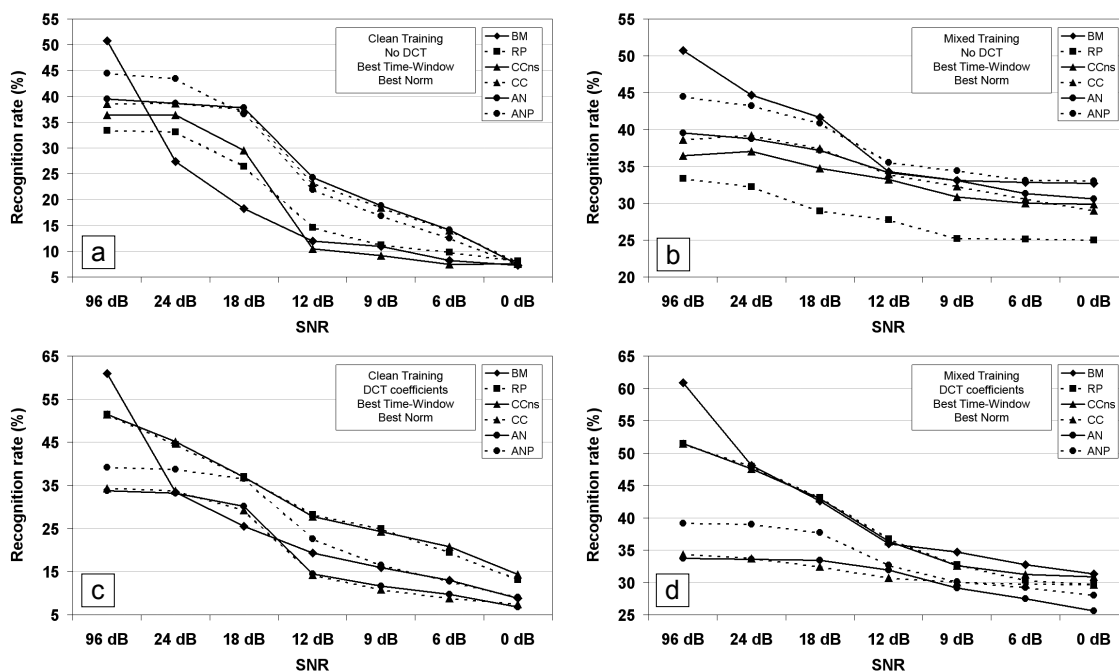 55
50
45
40
35
30
25
20
15
10
5
Recognition rate (%)
Clean Training
No DCT
Best Time-Window
Best Norm
BM
RP
CCns
CC
AN
ANP
a
96 dB 24 dB 18 dB 12 dB 9 dB 6 dB 0 dB
SNR
55
50
45
40
35
30
25
20
Recognition rate (%)
Mixed Training
No DCT
Best Time-Window
Best Norm
BM
RP
CCns
CC
AN
ANP
b
96 dB 24 dB 18 dB 12 dB 9 dB 6 dB 0 dB
SNR
65
55
45
35
25
15
5
Recognition rate (%)
Clean Training
DCT coefficients
Best Time-Window
Best Norm
BM
RP
CCns
CC
AN
ANP
c
96 dB 24 dB 18 dB 12 dB 9 dB 6 dB 0 dB
SNR
65
60
55
50
45
40
35
30
25
Recognition rate (%)
Mixed Training
DCT coefficients
Best Time-Window
Best Norm
BM
RP
CCns
CC
AN
ANP
d
96 dB 24 dB 18 dB 12 dB 9 dB 6 dB 0 dB
SNR